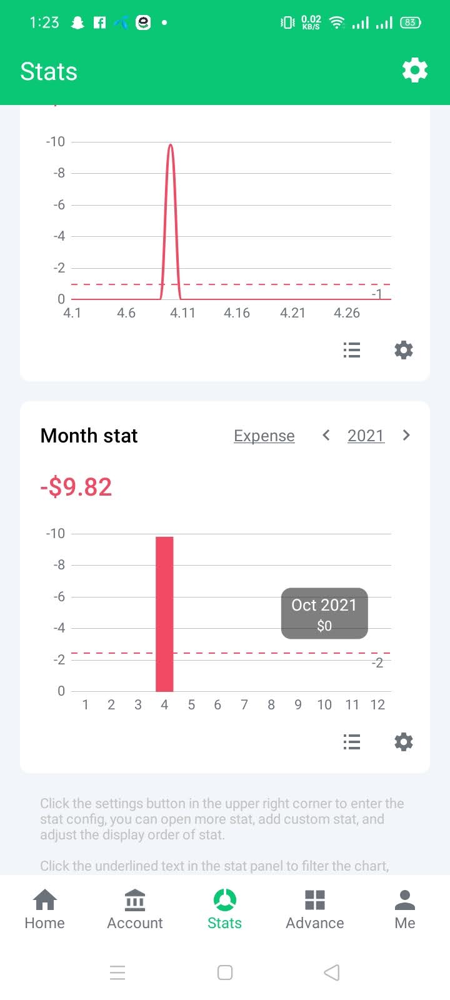 1:23
0.02
KB/S
83
Stats
-10
-8
-6
-4
-2
-1
0
4.1 4.6 4.11 4.16 4.21 4.26
Month stat Expense 2021
-$9.82
-10
-8
-6
Oct 2021
$0
-4
-2
-2
0
1 2 3 4 5 6 7 8 9 10 11 12
Click the settings button in the upper right corner to enter the
stat config, you can open more stat, add custom stat, and
adjust the display order of stat.
Click the underlined text in the stat panel to filter the chart,
Home Account Stats Advance Me